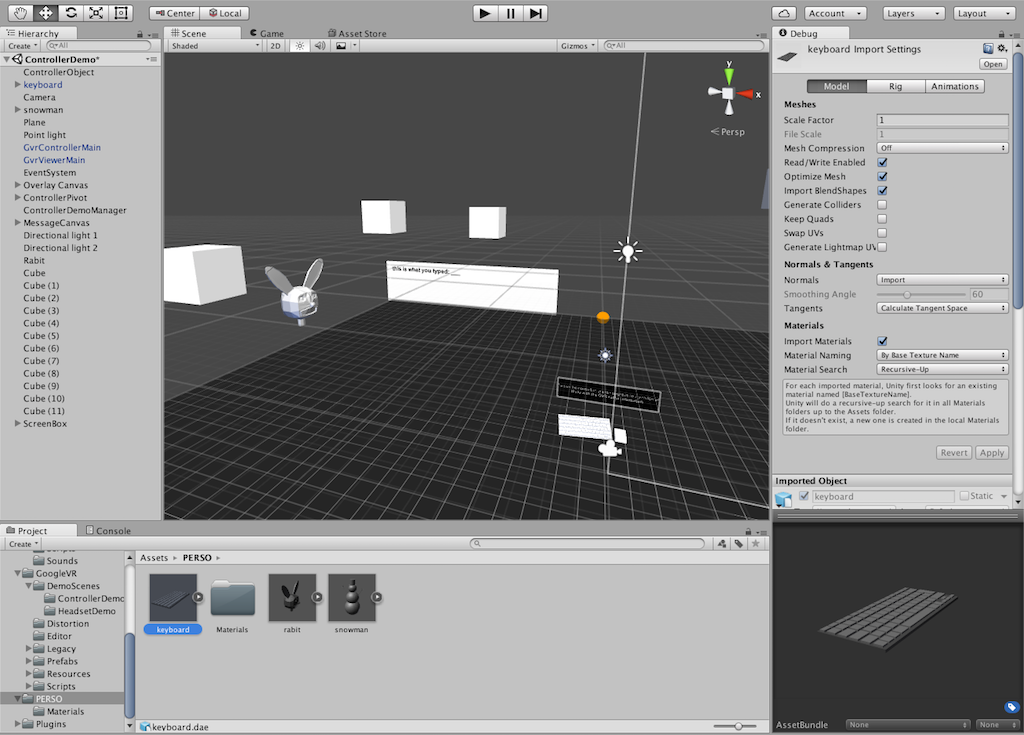 Center Local
Account Layers Layout
Hierarchy
Create All
ControllerDemo*
ControllerObject
keyboard
Camera
snowman
Plane
Point light
GvrControllerMain
GvrViewerMain
EventSystem
Overlay Canvas
ControllerPivot
ControllerDemoManager
MessageCanvas
Directional light 1
Directional light 2
Rabit
Cube
Cube (1)
Cube (2)
Cube (3)
Cube (4)
Cube (5)
Cube (6)
Cube (7)
Cube (8)
Cube (9)
Cube (10)
Cube (11)
ScreenBox
Scene Game Asset Store
Shaded 2D Gizmos All
y
x
Persp
this is what you typed: __
Debug
keyboard Import Settings
Open
Model Rig Animations
Meshes
Scale Factor 1
File Scale 1
Mesh Compression Off
Read/Write Enabled
Optimize Mesh
Import BlendShapes
Generate Colliders
Keep Quads
Swap UVs
Generate Lightmap UV
Normals & Tangents
Normals Import
Smoothing Angle 60
Tangents Calculate Tangent Space
Materials
Import Materials
Material Naming By Base Texture Name
Material Search Recursive-Up
For each imported material, Unity first looks for an existing
material named [BaseTextureName].
Unity will do a recursive-up search for it in all Materials
folders up to the Assets folder.
If it doesn't exist, a new one is created in the local Materials
folder.
Revert Apply
Imported Object
keyboard Static
Project Console
Create
Scripts
Sounds
GoogleVR
DemoScenes
ControllerDemo
HeadsetDemo
Distortion
Editor
Legacy
Prefabs
Resources
Scripts
PERSO
Materials
Plugins
Assets PERSO
keyboard Materials rabit snowman
keyboard.dae
AssetBundle None None